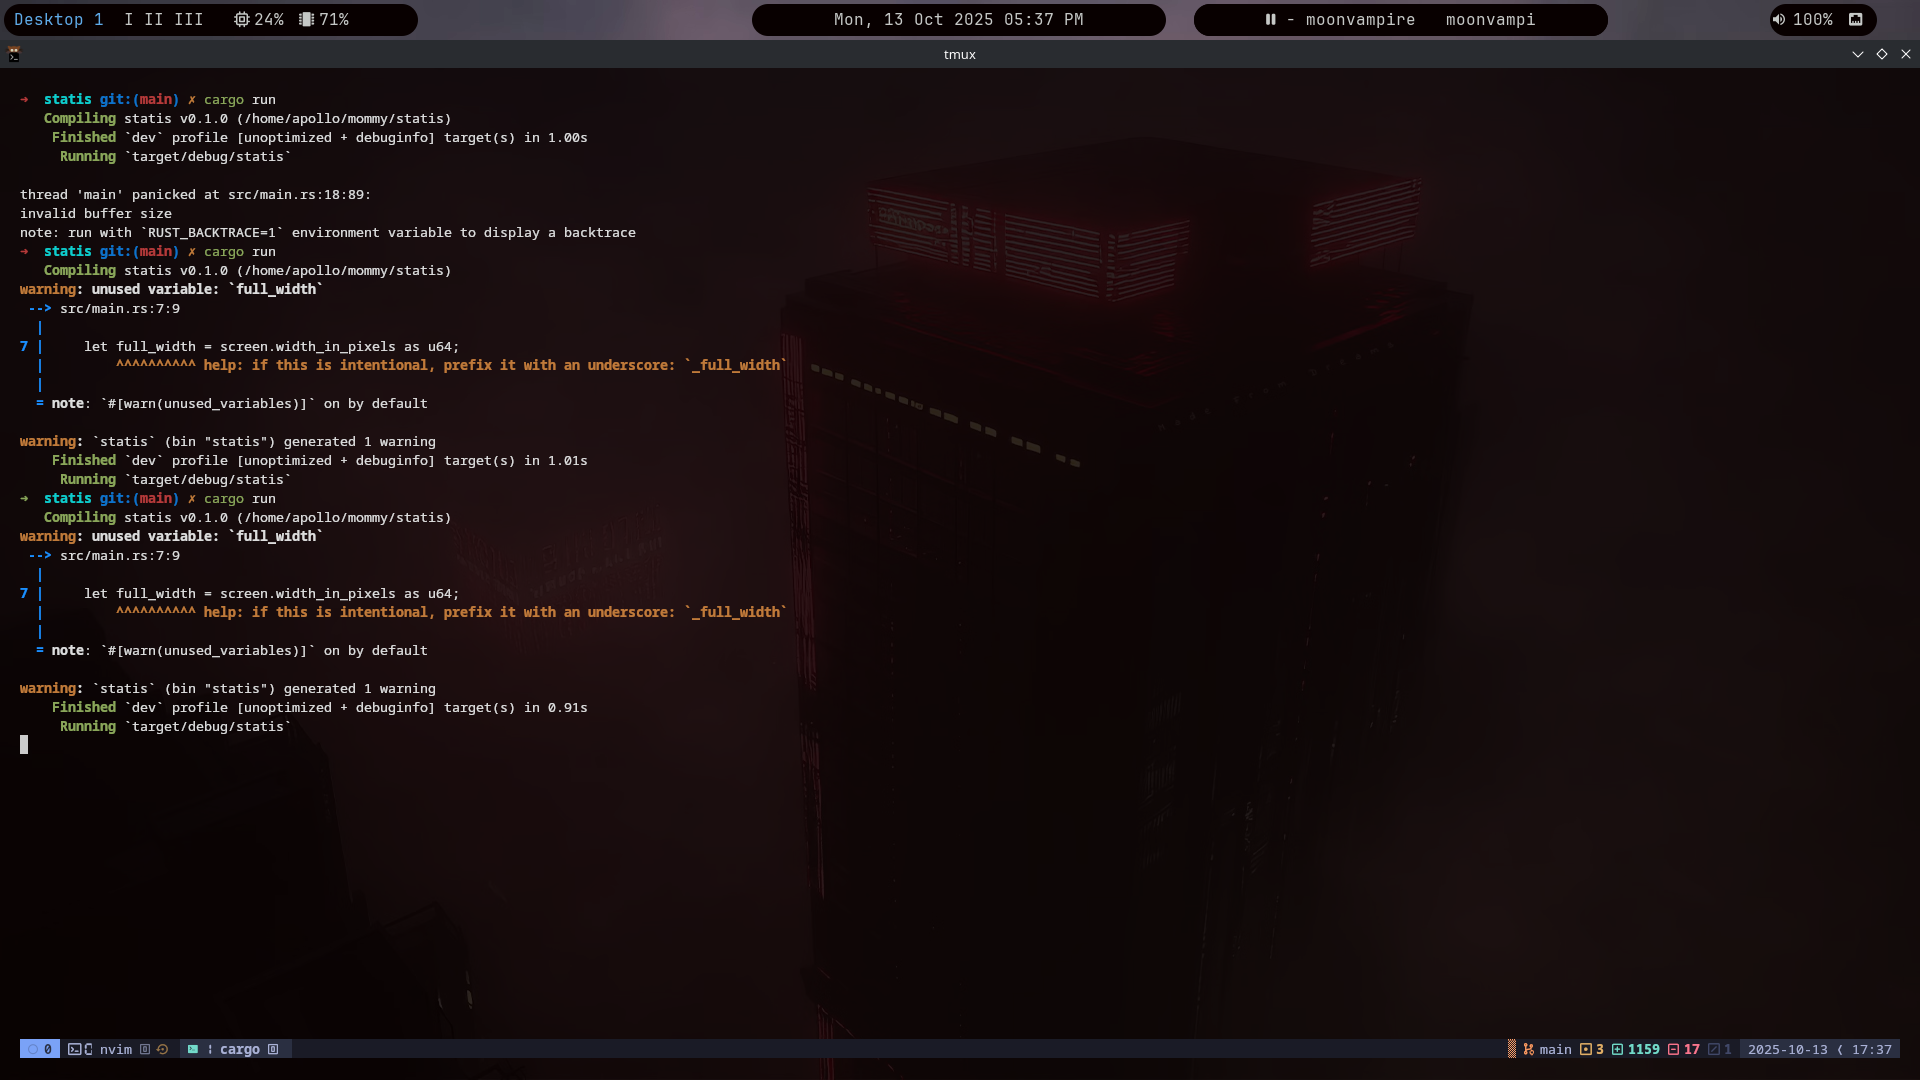 Desktop 1 I II III 24% 71%
Mon, 13 Oct 2025 05:37 PM
- moonvampire moonvampi
100%
tmux
➜ statis git:(main) ✗ cargo run
Compiling statis v0.1.0 (/home/apollo/mommy/statis)
Finished `dev` profile [unoptimized + debuginfo] target(s) in 1.00s
Running `target/debug/statis`
thread 'main' panicked at src/main.rs:18:89:
invalid buffer size
note: run with `RUST_BACKTRACE=1` environment variable to display a backtrace
➜ statis git:(main) ✗ cargo run
Compiling statis v0.1.0 (/home/apollo/mommy/statis)
warning: unused variable: `full_width`
--> src/main.rs:7:9
|
7 | let full_width = screen.width_in_pixels as u64;
| ^^^^^^^^^^ help: if this is intentional, prefix it with an underscore: `_full_width`
|
= note: `#[warn(unused_variables)]` on by default
warning: `statis` (bin "statis") generated 1 warning
Finished `dev` profile [unoptimized + debuginfo] target(s) in 1.01s
Running `target/debug/statis`
➜ statis git:(main) ✗ cargo run
Compiling statis v0.1.0 (/home/apollo/mommy/statis)
warning: unused variable: `full_width`
--> src/main.rs:7:9
|
7 | let full_width = screen.width_in_pixels as u64;
| ^^^^^^^^^^ help: if this is intentional, prefix it with an underscore: `_full_width`
|
= note: `#[warn(unused_variables)]` on by default
warning: `statis` (bin "statis") generated 1 warning
Finished `dev` profile [unoptimized + debuginfo] target(s) in 0.91s
Running `target/debug/statis`
0 nvim cargo main 3 1159 17 1 2025-10-13 ❬ 17:37